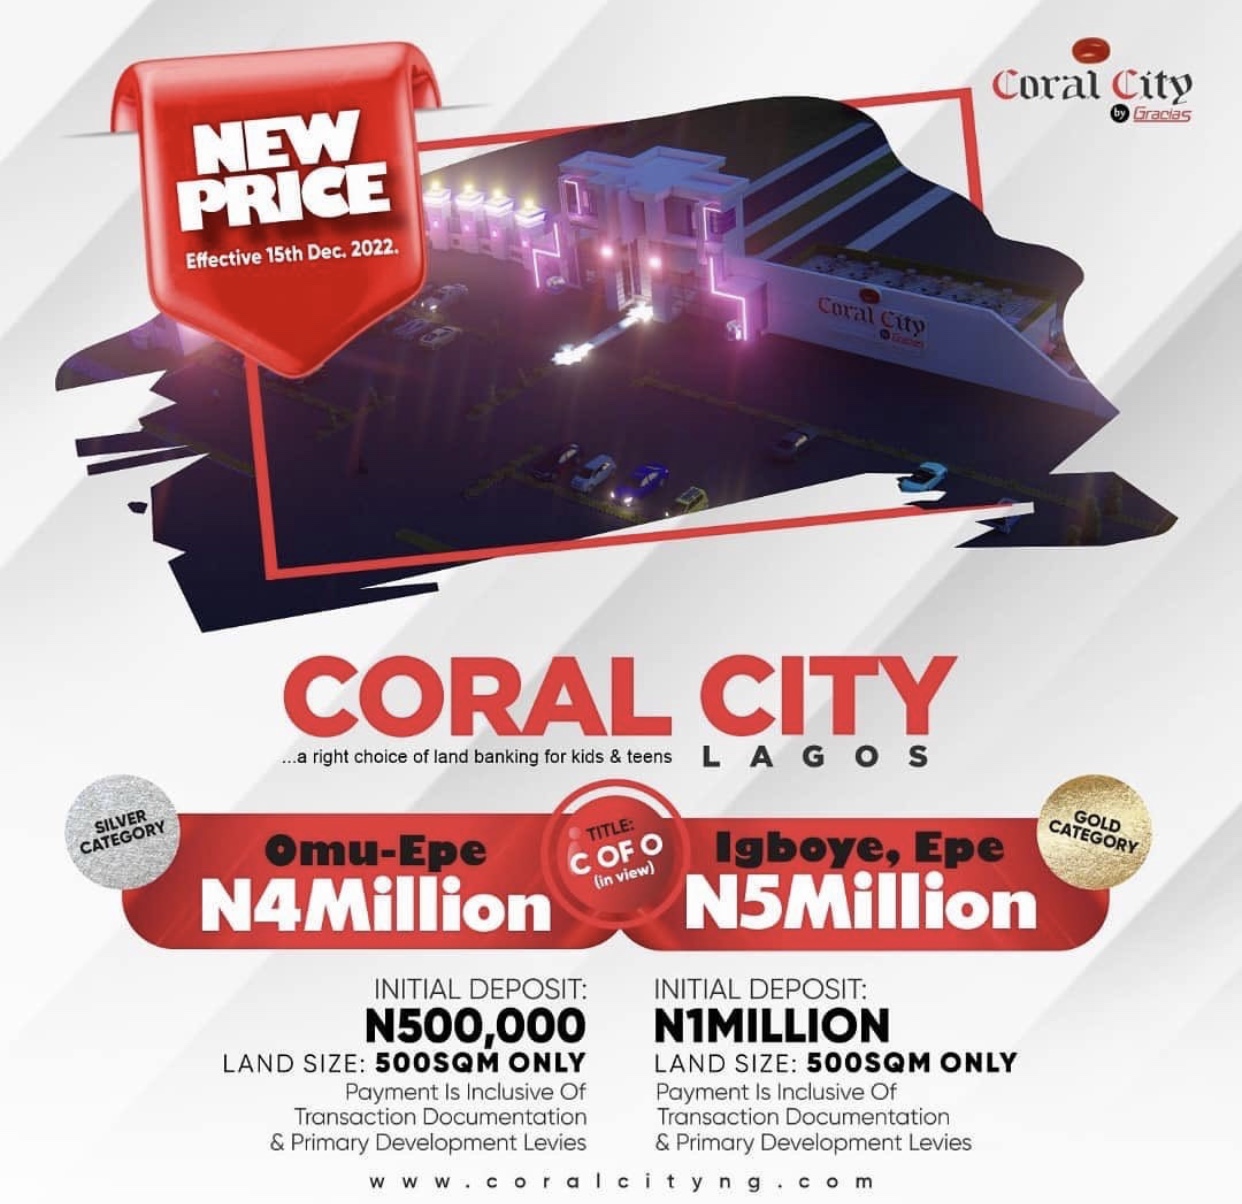 Coral City
by Gracias
NEW
PRICE
Effective 15th Dec. 2022.
Coral City
by Gracias
CORAL CITY
...a right choice of land banking for kids & teens
LAGOS
SILVER
CATEGORY
Omu-Epe
N4Million
TITLE:
C OF O
(in view)
Igboye, Epe
N5Million
GOLD
CATEGORY
INITIAL DEPOSIT:
N500,000
LAND SIZE: 500SQM ONLY
Payment Is Inclusive Of
Transaction Documentation
& Primary Development Levies
INITIAL DEPOSIT:
N1MILLION
LAND SIZE: 500SQM ONLY
Payment Is Inclusive Of
Transaction Documentation
& Primary Development Levies
www.coralcityng.com